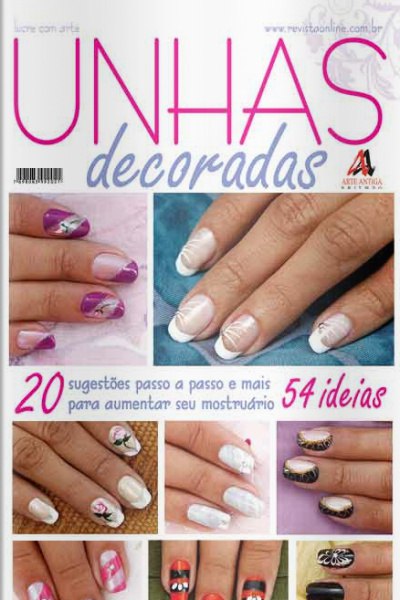 lucre com arte
www.revistaonline.com.br
UNHAS
decoradas
ARTE ANTIGA
EDITORA
20 sugestões passo a passo e mais
para aumentar seu mostruário
54 ideias